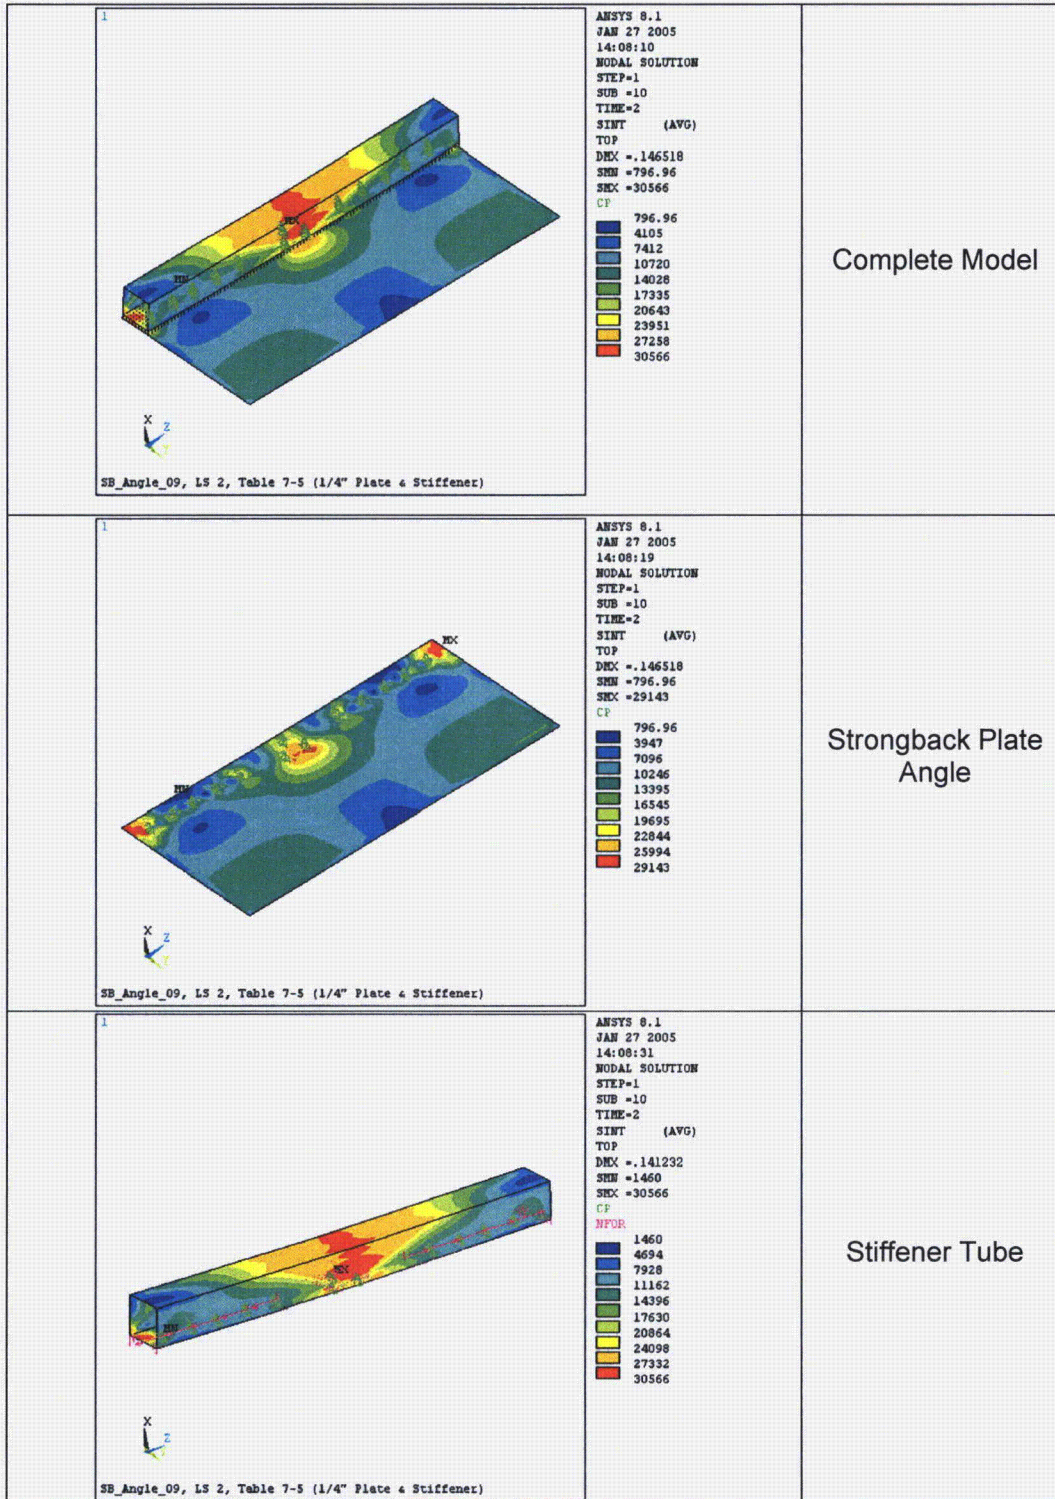 1
ANSYS 8.1
JAN 27 2005
14:08:10
NODAL SOLUTION
STEP=1
SUB =10
TIME=2
SINT (AVG)
TOP
DMX =.146518
SMN =796.96
SMX =30566
CP
796.96
4105
7412
10720
14028
17335
20643
23951
27258
30566
MX
MN
X
Z
Y
SB_Angle_09, LS 2, Table 7-5 (1/4" Plate & Stiffener)
Complete Model
1
ANSYS 8.1
JAN 27 2005
14:08:19
NODAL SOLUTION
STEP=1
SUB =10
TIME=2
SINT (AVG)
TOP
DMX =.146518
SMN =796.96
SMX =29143
CP
796.96
3947
7096
10246
13395
16545
19695
22844
25994
29143
MX
MN
X
Z
Y
SB_Angle_09, LS 2, Table 7-5 (1/4" Plate & Stiffener)
Strongback Plate
Angle
1
ANSYS 8.1
JAN 27 2005
14:08:31
NODAL SOLUTION
STEP=1
SUB =10
TIME=2
SINT (AVG)
TOP
DMX =.141232
SMN =1460
SMX =30566
CP
NFOR
1460
4694
7928
11162
14396
17630
20864
24098
27332
30566
MX
MN
X
Z
SB_Angle_09, LS 2, Table 7-5 (1/4" Plate & Stiffener)
Stiffener Tube